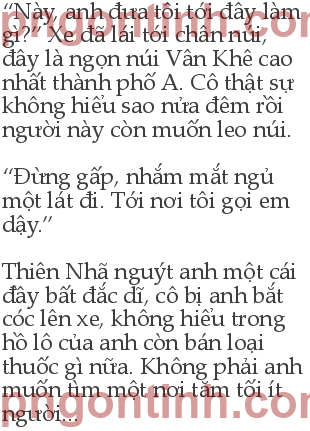 “Này, anh đưa tôi tới đây làm
gì?” Xe đã lái tới chân núi,
đây là ngọn núi Vân Khê cao
nhất thành phố A. Cô thật sự
không hiểu sao nửa đêm rồi
người này còn muốn leo núi.
“Đừng gấp, nhắm mắt ngủ
một lát đi. Tới nơi tôi gọi em
dậy.”
Thiên Nhã nguýt anh một cái
đầy bất đắc dĩ, cô bị anh bắt
cóc lên xe, không hiểu trong
hồ lô của anh còn bán loại
thuốc gì nữa. Không phải anh
muốn tìm một nơi tăm tối ít
người...
pngontinh.com
pngontinh.com